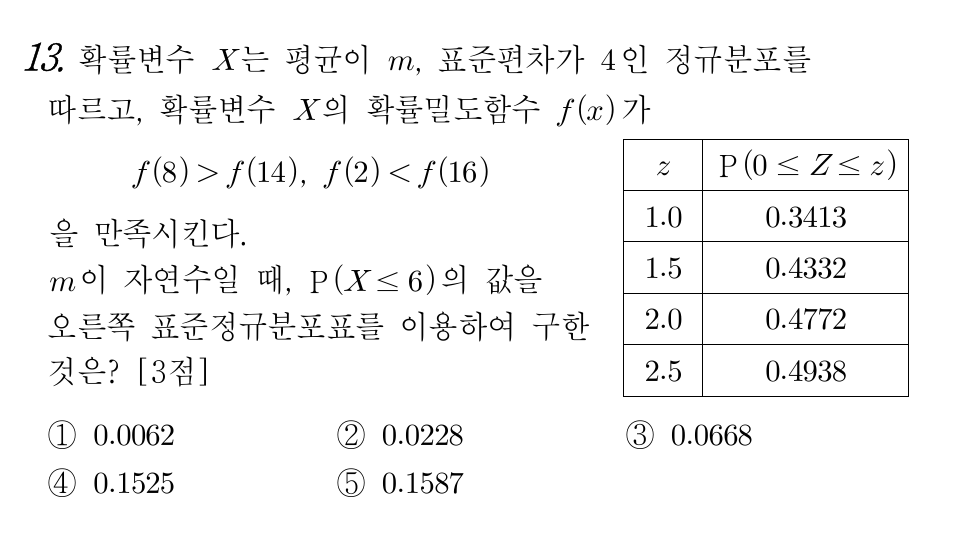 13. 확률변수 X는 평균이 m, 표준편차가 4인 정규분포를
따르고, 확률변수 X의 확률밀도함수 f(x)가
f(8) > f(14), f(2) < f(16)
을 만족시킨다.
m이 자연수일 때, P(X ≤ 6)의 값을
오른쪽 표준정규분포표를 이용하여 구한
것은? [3점]
z P(0 ≤ Z ≤ z)
1.0 0.3413
1.5 0.4332
2.0 0.4772
2.5 0.4938
① 0.0062 ② 0.0228 ③ 0.0668
④ 0.1525 ⑤ 0.1587